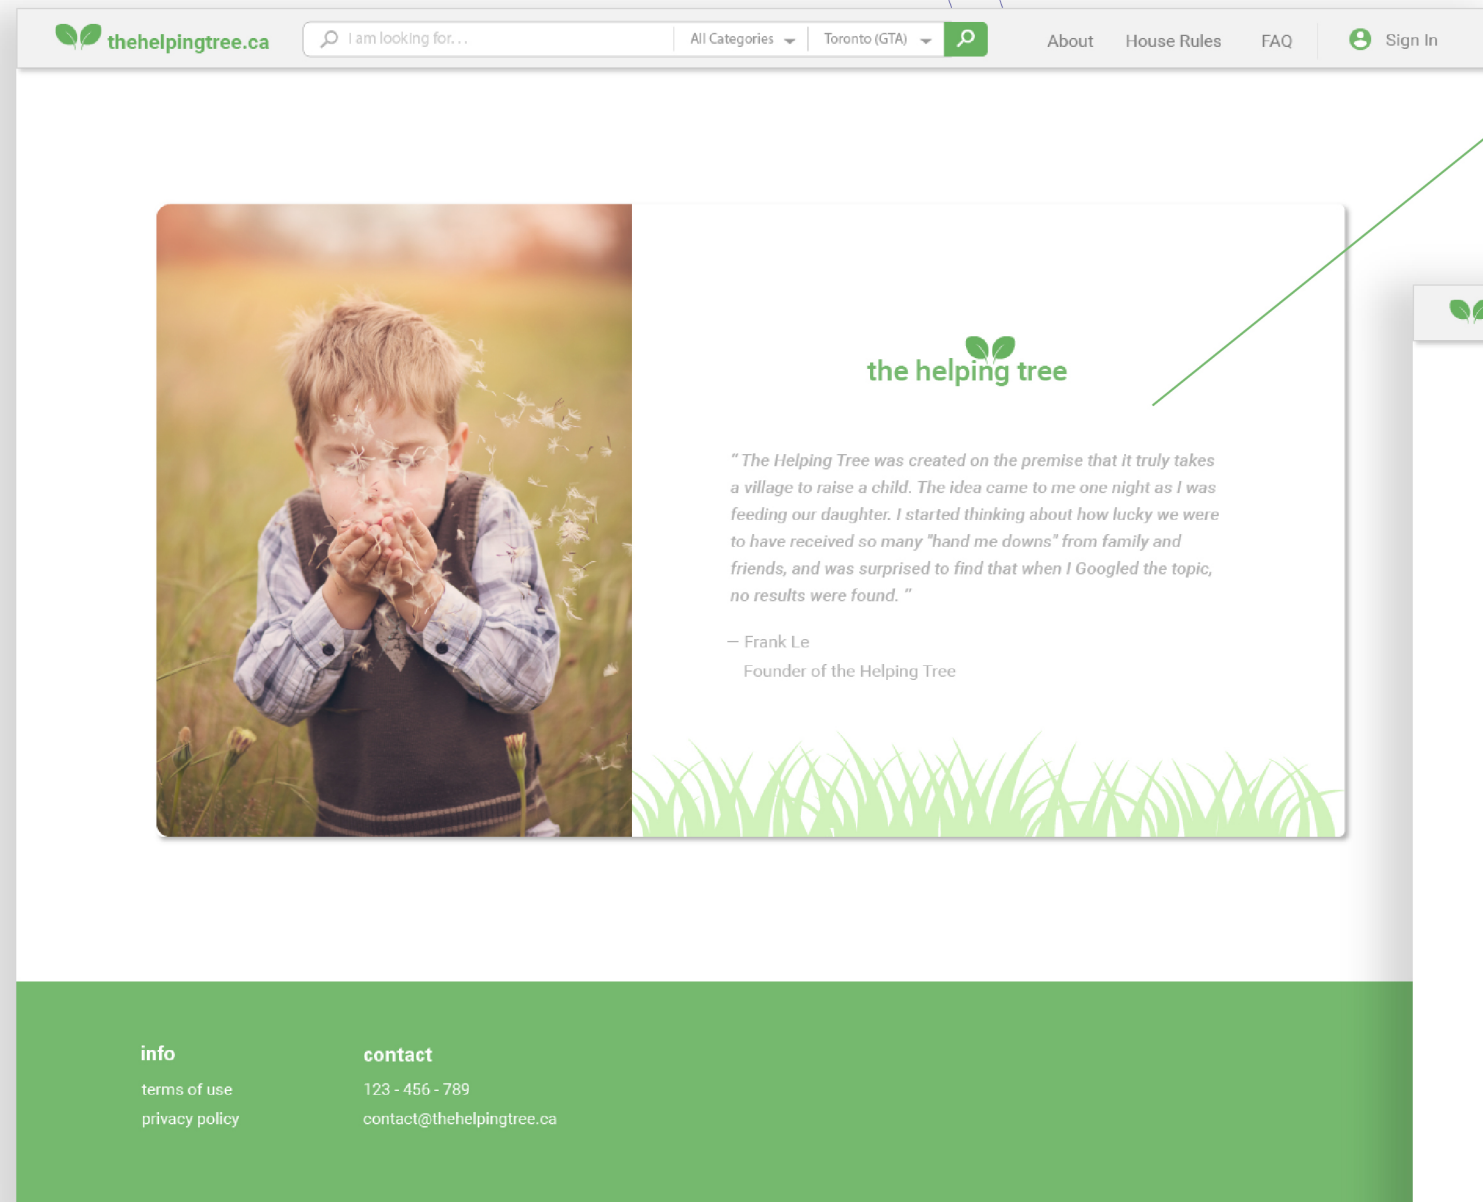 thehelpingtree.ca
I am looking for...
All Categories
Toronto (GTA)
About
House Rules
FAQ
Sign In
the helping tree
" The Helping Tree was created on the premise that it truly takes
a village to raise a child. The idea came to me one night as I was
feeding our daughter. I started thinking about how lucky we were
to have received so many "hand me downs" from family and
friends, and was surprised to find that when I Googled the topic,
no results were found. "
— Frank Le
Founder of the Helping Tree
info
terms of use
privacy policy
contact
123 - 456 - 789
contact@thehelpingtree.ca